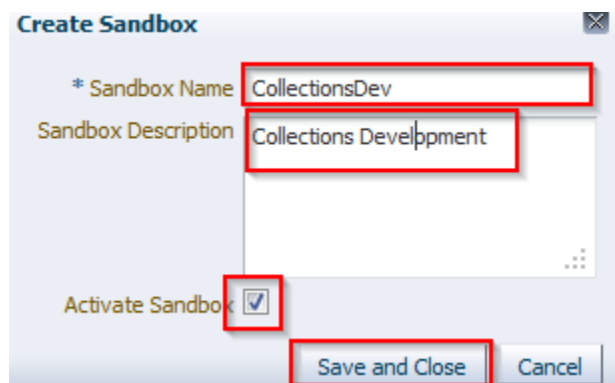 Create Sandbox
* Sandbox Name CollectionsDev
Sandbox Description Collections Development
Activate Sandbox
Save and Close Cancel